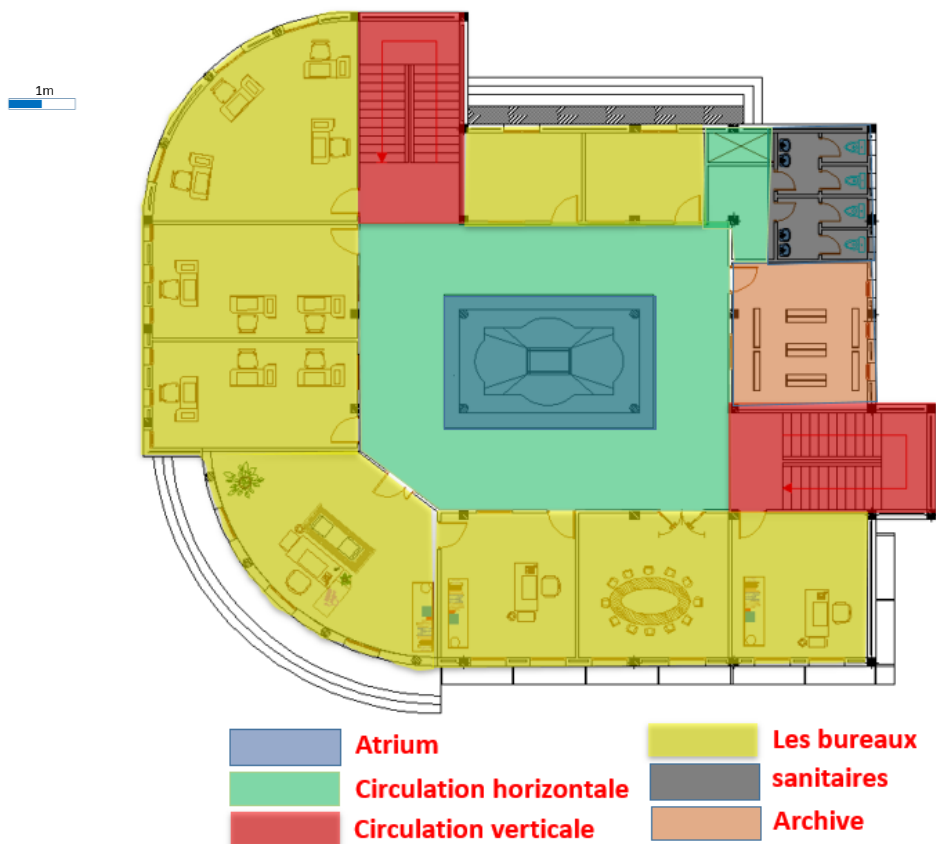 1m
Atrium
Les bureaux
Circulation horizontale
sanitaires
Circulation verticale
Archive